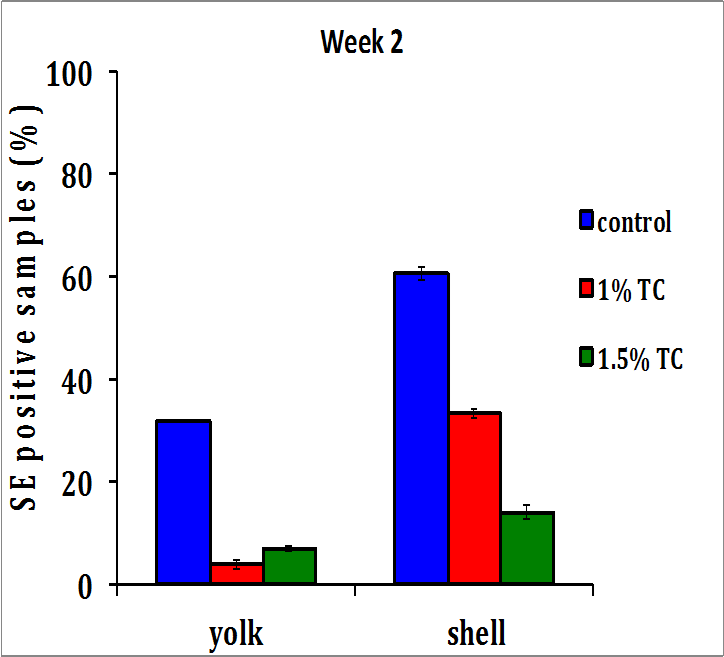 Week 2
SE positive samples (%)
100
80
60
40
20
0
yolk
shell
control
1% TC
1.5% TC